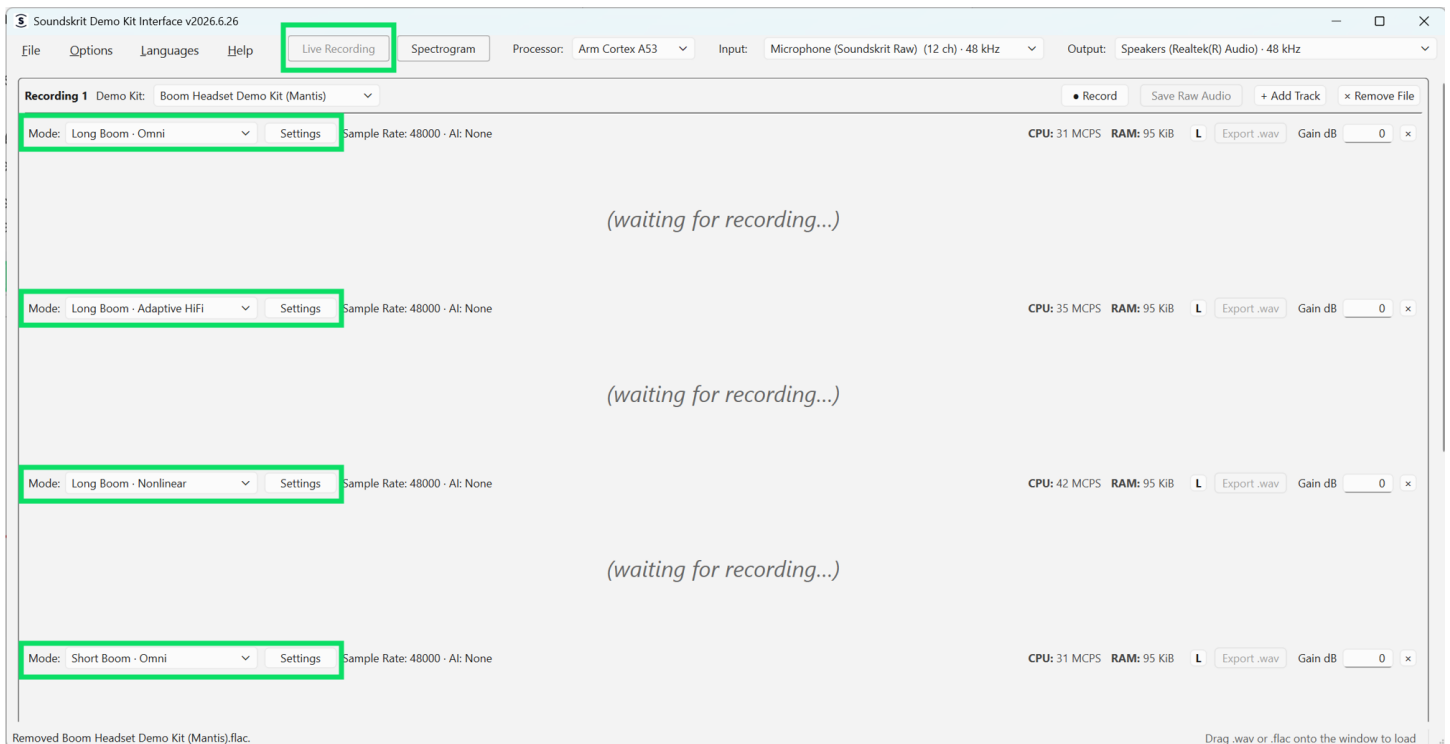 Soundskrit Demo Kit Interface v2026.6.26
File Options Languages Help Live Recording Spectrogram Processor: Arm Cortex A53 Input: Microphone (Soundskrit Raw) (12 ch) · 48 kHz Output: Speakers (Realtek(R) Audio) · 48 kHz
Recording 1 Demo Kit: Boom Headset Demo Kit (Mantis) ● Record Save Raw Audio + Add Track × Remove File
Mode: Long Boom · Omni Settings Sample Rate: 48000 · AI: None CPU: 31 MCPS RAM: 95 KiB L Export .wav Gain dB 0 ×
(waiting for recording...)
Mode: Long Boom · Adaptive HiFi Settings Sample Rate: 48000 · AI: None CPU: 35 MCPS RAM: 95 KiB L Export .wav Gain dB 0 ×
(waiting for recording...)
Mode: Long Boom · Nonlinear Settings Sample Rate: 48000 · AI: None CPU: 42 MCPS RAM: 95 KiB L Export .wav Gain dB 0 ×
(waiting for recording...)
Mode: Short Boom · Omni Settings Sample Rate: 48000 · AI: None CPU: 31 MCPS RAM: 95 KiB L Export .wav Gain dB 0 ×
Removed Boom Headset Demo Kit (Mantis).flac. Drag .wav or .flac onto the window to load